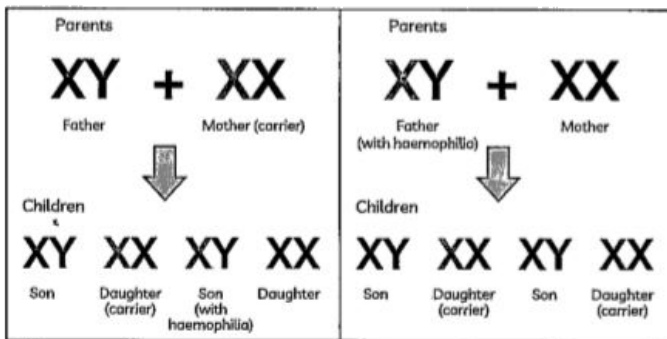 Parents
XY + XX
Father Mother (carrier)
Children
XY XX XY XX
Son Daughter (carrier) Son (with haemophilia) Daughter
Parents
XY + XX
Father (with haemophilia) Mother
Children
XY XX XY XX
Son Daughter (carrier) Son Daughter (carrier)